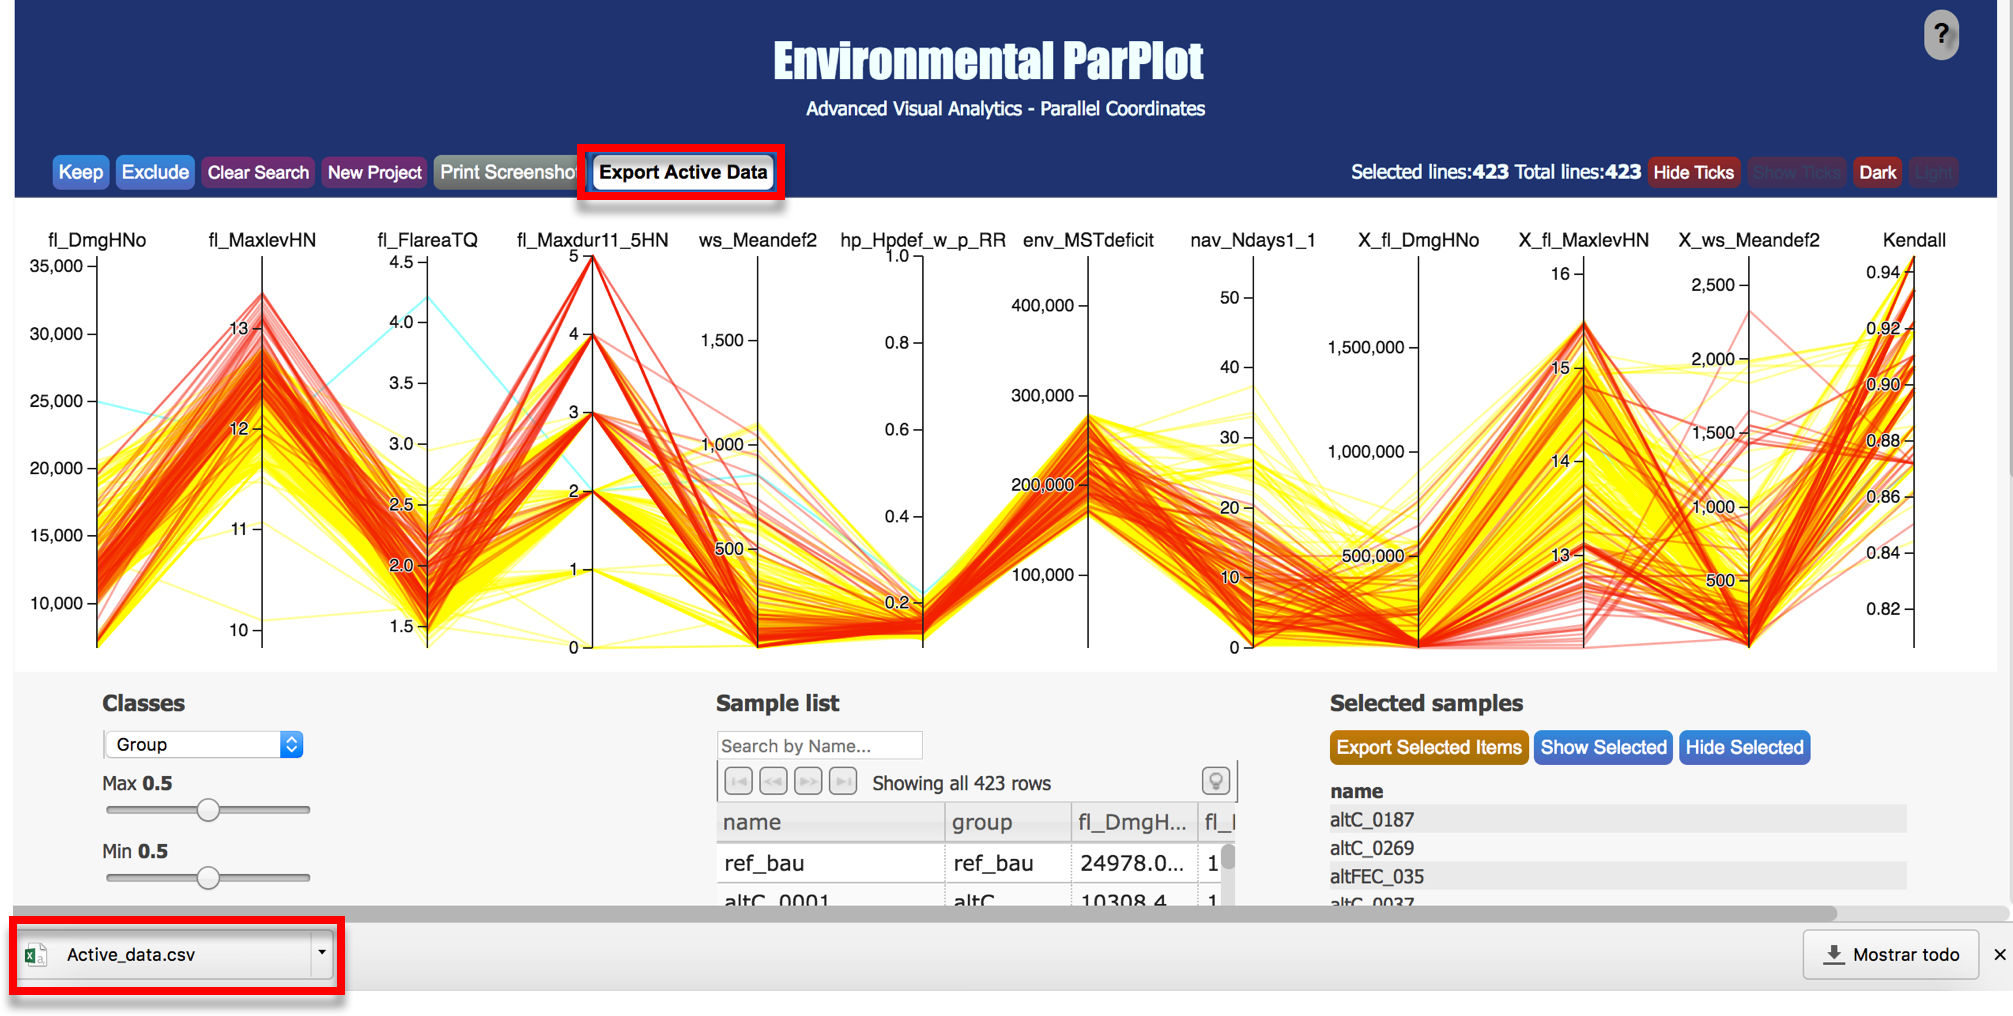 ?
Environmental ParPlot
Advanced Visual Analytics - Parallel Coordinates
Keep Exclude Clear Search New Project Print Screenshot Export Active Data Selected lines:423 Total lines:423 Hide Ticks Show Ticks Dark Light
fl_DmgHNo fl_MaxlevHN fl_FlareaTQ fl_Maxdur11_5HN ws_Meandef2 hp_Hpdef_w_p_RR env_MSTdeficit nav_Ndays1_1 X_fl_DmgHNo X_fl_MaxlevHN X_ws_Meandef2 Kendall
35,000
30,000
25,000
20,000
15,000
10,000
13
12
11
10
4.5
4.0
3.5
3.0
2.5
2.0
1.5
5
4
3
2
1
0
1,500
1,000
500
1.0
0.8
0.6
0.4
0.2
400,000
300,000
200,000
100,000
50
40
30
20
10
0
1,500,000
1,000,000
500,000
16
15
14
13
2,500
2,000
1,500
1,000
500
0.94
0.92
0.90
0.88
0.86
0.84
0.82
Classes
Group
Max 0.5
Min 0.5
Sample list
Search by Name...
Showing all 423 rows
name group fl_DmgH...
ref_bau ref_bau 24978.0... 1
altC_0001 altC 10308.4 1
Selected samples
Export Selected Items Show Selected Hide Selected
name
altC_0187
altC_0269
altFEC_035
altC_0037
Active_data.csv
Mostrar todo